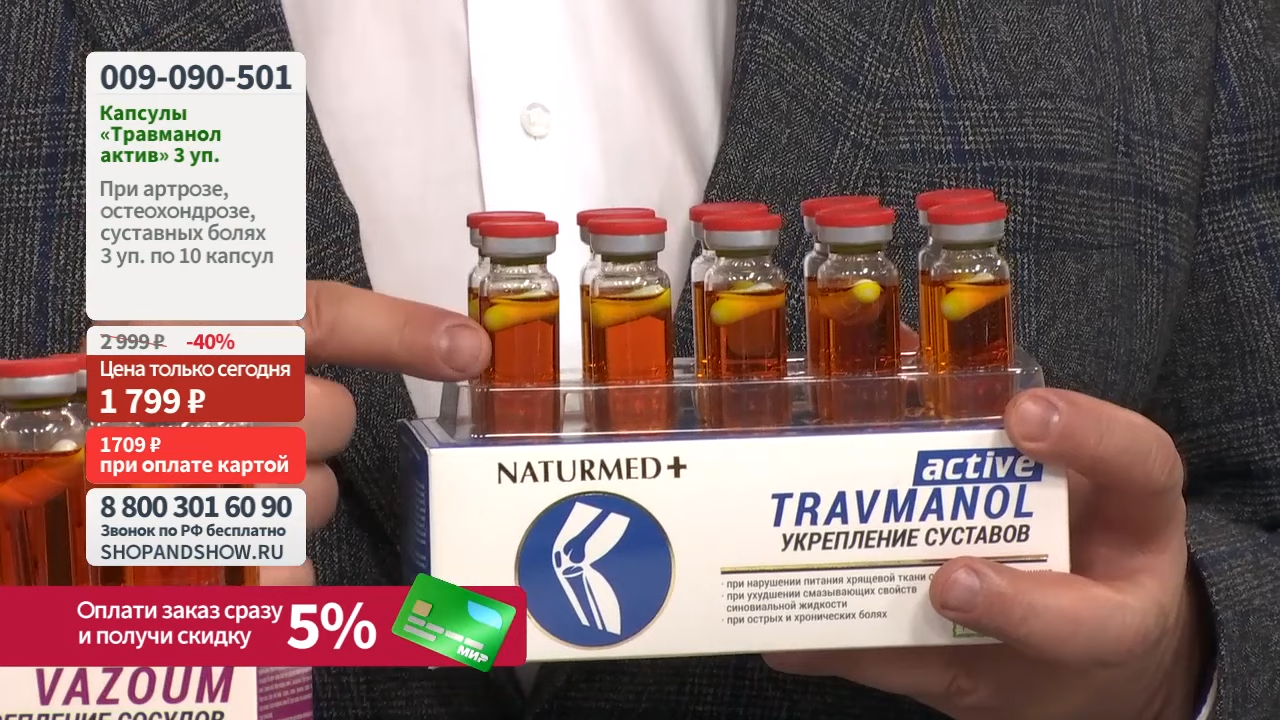 009-090-501
Капсулы
«Травманол
актив» 3 уп.
При артрозе,
остеохондрозе,
суставных болях
3 уп. по 10 капсул
2 999 ₽ -40%
Цена только сегодня
1 799 ₽
1709 ₽
при оплате картой
8 800 301 60 90
Звонок по РФ бесплатно
SHOPANDSHOW.RU
Оплати заказ сразу
и получи скидку
5%
МИР
VAZOUM
СОСУДОВ
NATURMED+
active
TRAVMANOL
УКРЕПЛЕНИЕ СУСТАВОВ
· при нарушении питания хрящевой ткани
· при ухудшении смазывающих свойств
синовиальной жидкости
· при острых и хронических болях